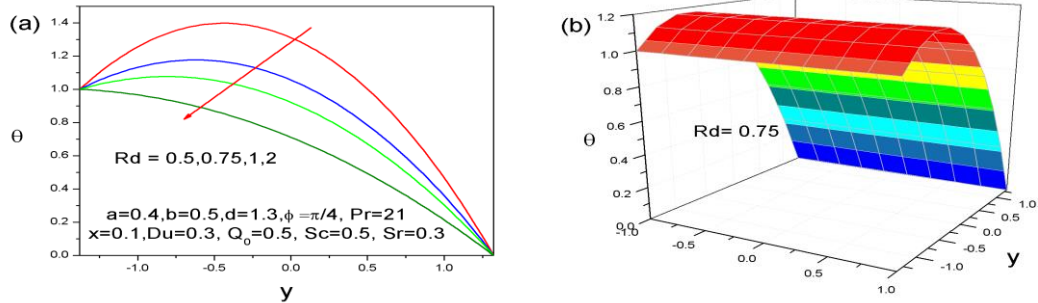 (a)
1.4
1.2
1.0
0.8
0.6
0.4
0.2
0.0
θ
Rd = 0.5,0.75,1,2
a=0.4,b=0.5,d=1.3,ϕ =π/4, Pr=21
x=0.1,Du=0.3, Q₀=0.5, Sc=0.5, Sr=0.3
-1.0 -0.5 0.0 0.5 1.0
y
(b)
1.2
1.0
0.8
0.6
0.4
0.2
θ
Rd= 0.75
-1.0 -0.5 0.0 0.5 1.0
-1.0 -0.5 0.0 0.5 1.0
y